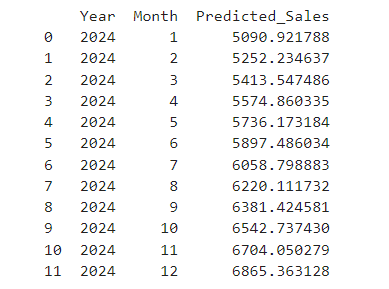 Year Month Predicted_Sales
0 2024 1 5090.921788
1 2024 2 5252.234637
2 2024 3 5413.547486
3 2024 4 5574.860335
4 2024 5 5736.173184
5 2024 6 5897.486034
6 2024 7 6058.798883
7 2024 8 6220.111732
8 2024 9 6381.424581
9 2024 10 6542.737430
10 2024 11 6704.050279
11 2024 12 6865.363128